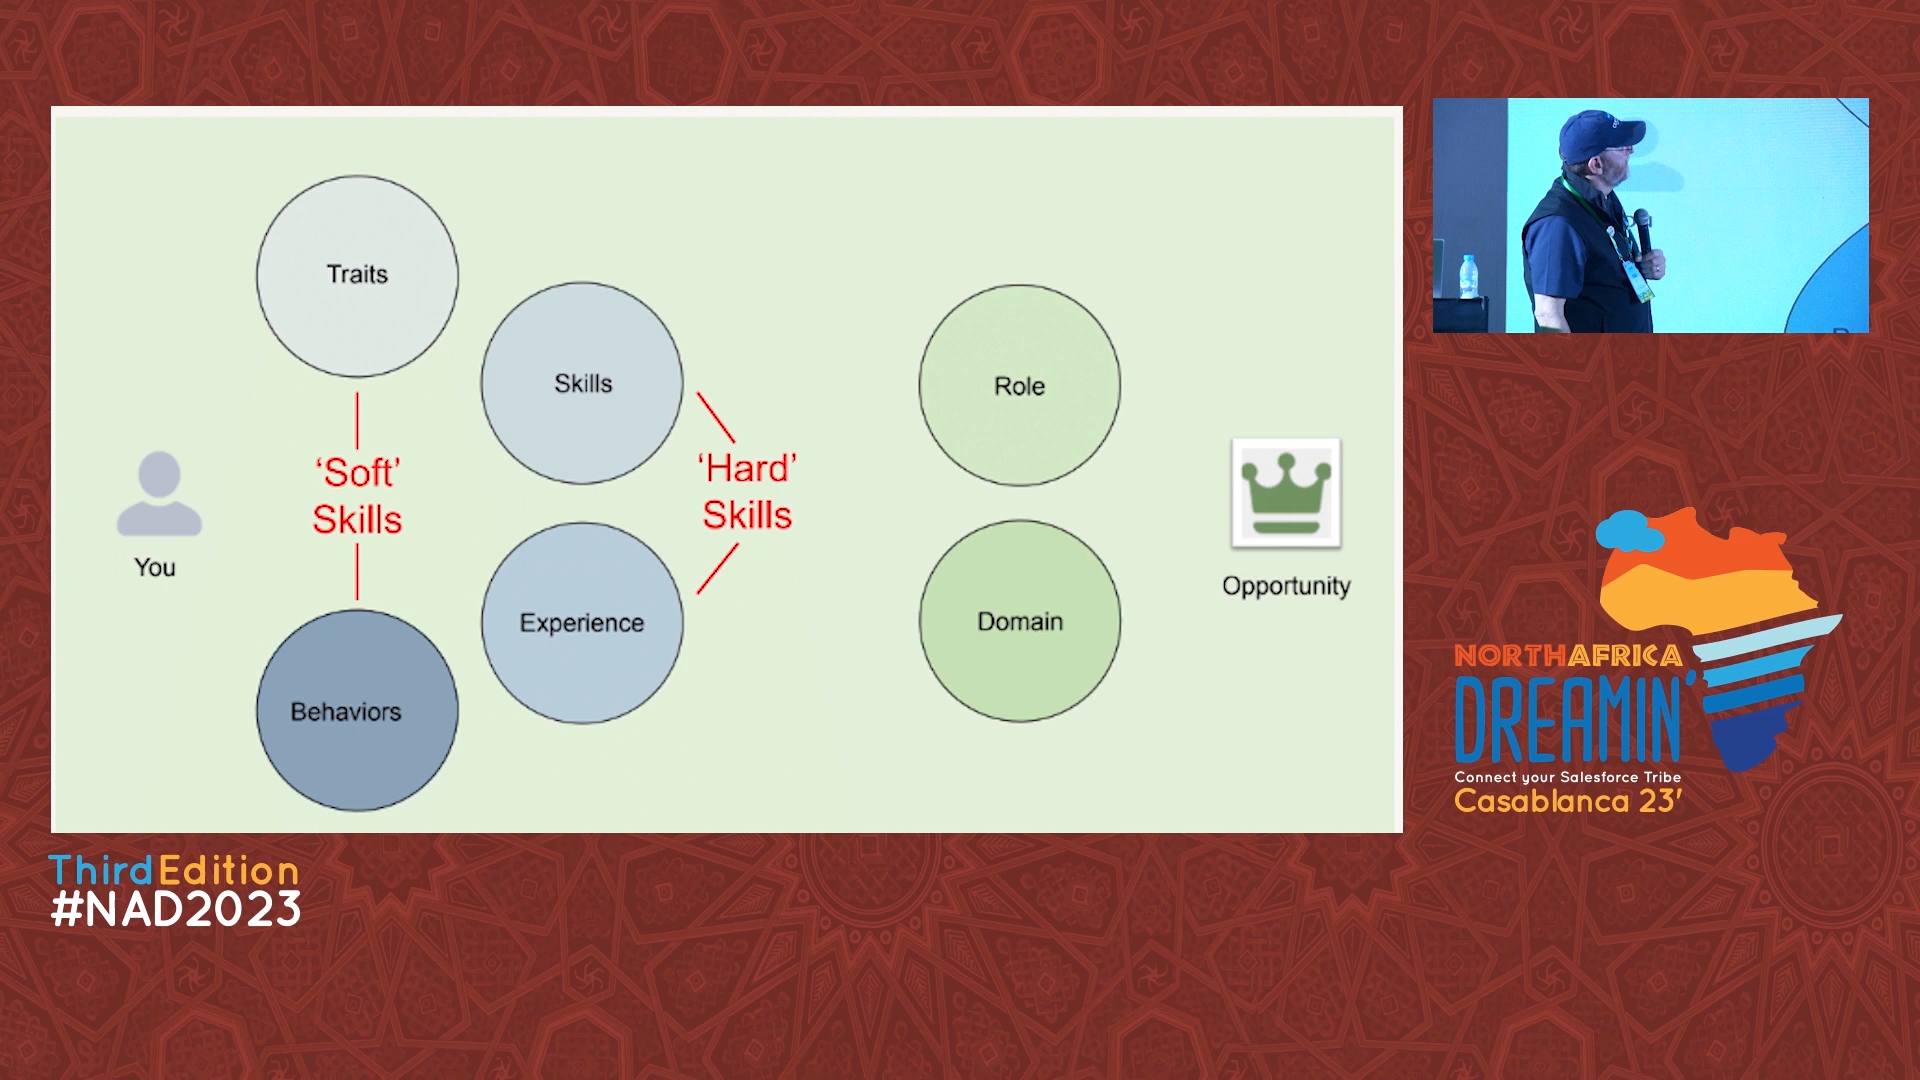 Traits
Skills
Role
'Soft'
Skills
'Hard'
Skills
You
Opportunity
Experience
Domain
Behaviors
NORTHAFRICA
DREAMIN'
Connect your Salesforce Tribe
Casablanca 23'
ThirdEdition
#NAD2023